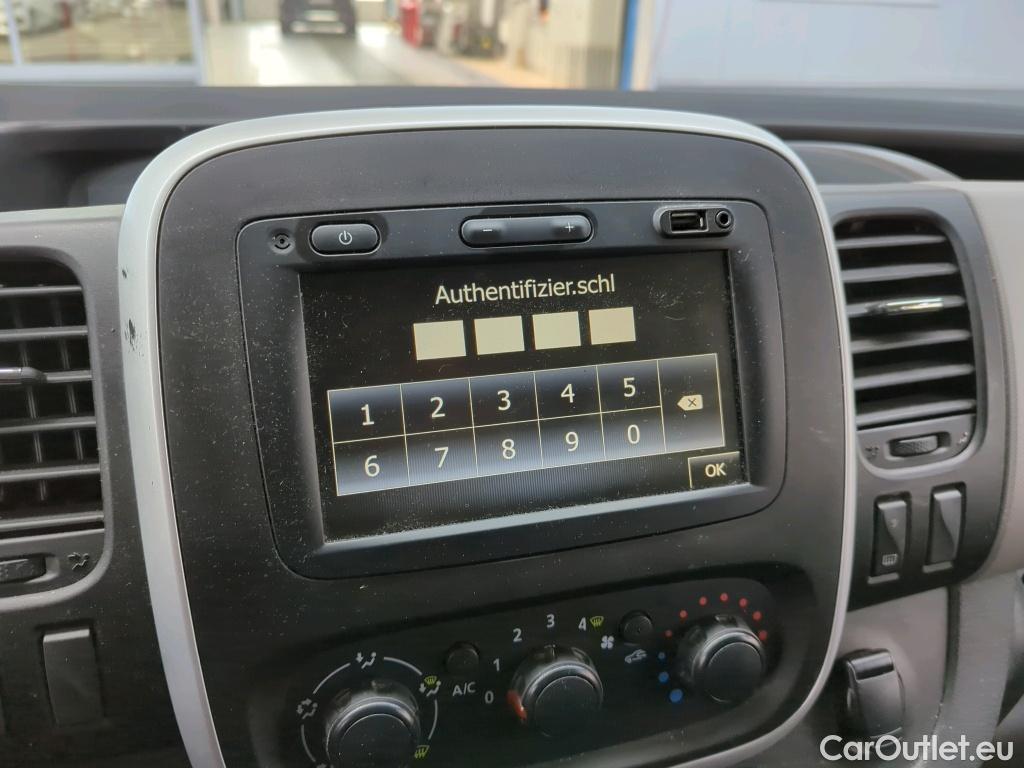 − +
Authentifizier.schl
1 2 3 4 5
6 7 8 9 0
OK
0 1 2 3 4
A/C
CarOutlet.eu